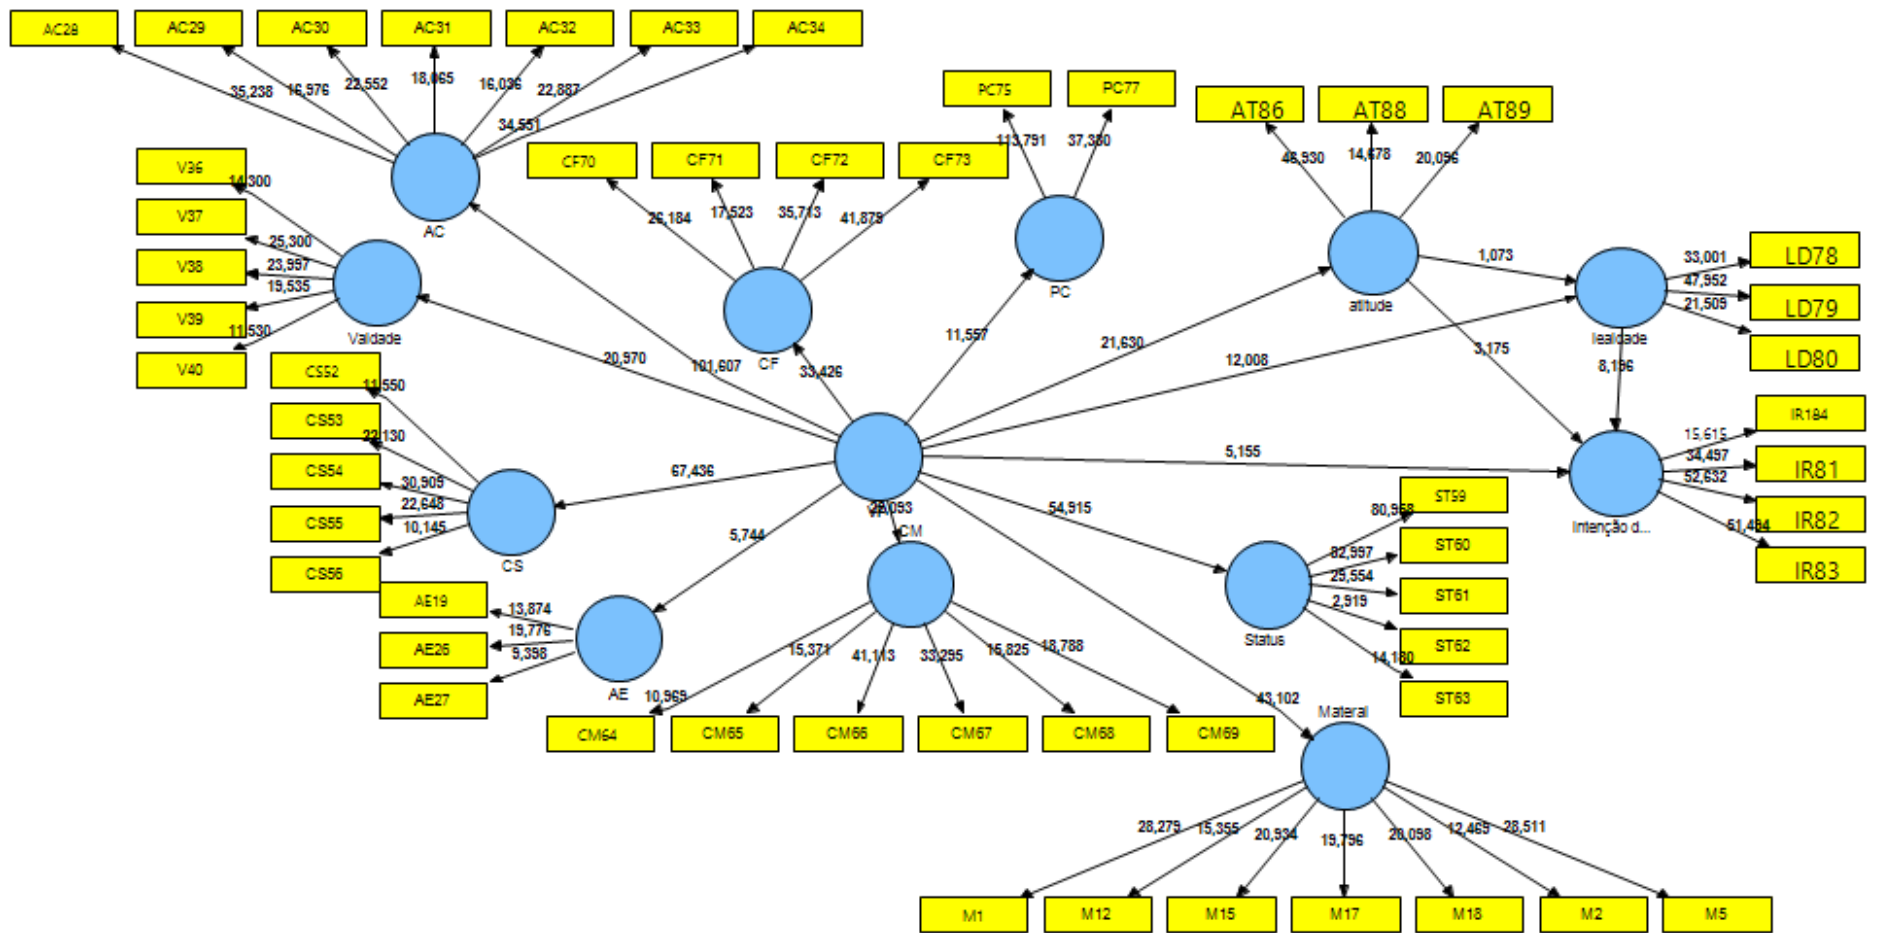 AC28
AC29
AC30
AC31
AC32
AC33
AC34
35,238
16,976
22,552
18,065
16,036
22,887
34,551
AC
PC75
PC77
113,791
37,380
PC
AT86
AT88
AT89
46,930
14,678
20,096
atitude
CF70
CF71
CF72
CF73
26,184
17,523
35,713
41,879
CF
V36
V37
V38
V39
V40
14,300
25,300
23,997
19,535
11,530
Valdade
LD78
LD79
LD80
33,001
47,952
21,509
lealdade
1,073
3,175
8,196
20,970
101,607
33,426
11,557
21,630
12,008
5,155
67,436
5,744
54,915
43,102
CS52
CS53
CS54
CS55
CS56
11,550
22,130
30,909
22,648
10,145
CS
IR184
IR81
IR82
IR83
15,615
34,497
52,632
51,434
Intenção d...
ST59
ST60
ST61
ST62
ST63
80,968
82,997
29,554
2,919
14,180
Status
AE19
AE26
AE27
13,874
19,776
9,398
AE
CM
10,969
15,371
41,113
33,295
15,825
18,788
CM64
CM65
CM66
CM67
CM68
CM69
Materal
28,279
15,355
20,934
19,796
20,098
12,469
28,511
M1
M12
M15
M17
M18
M2
M5